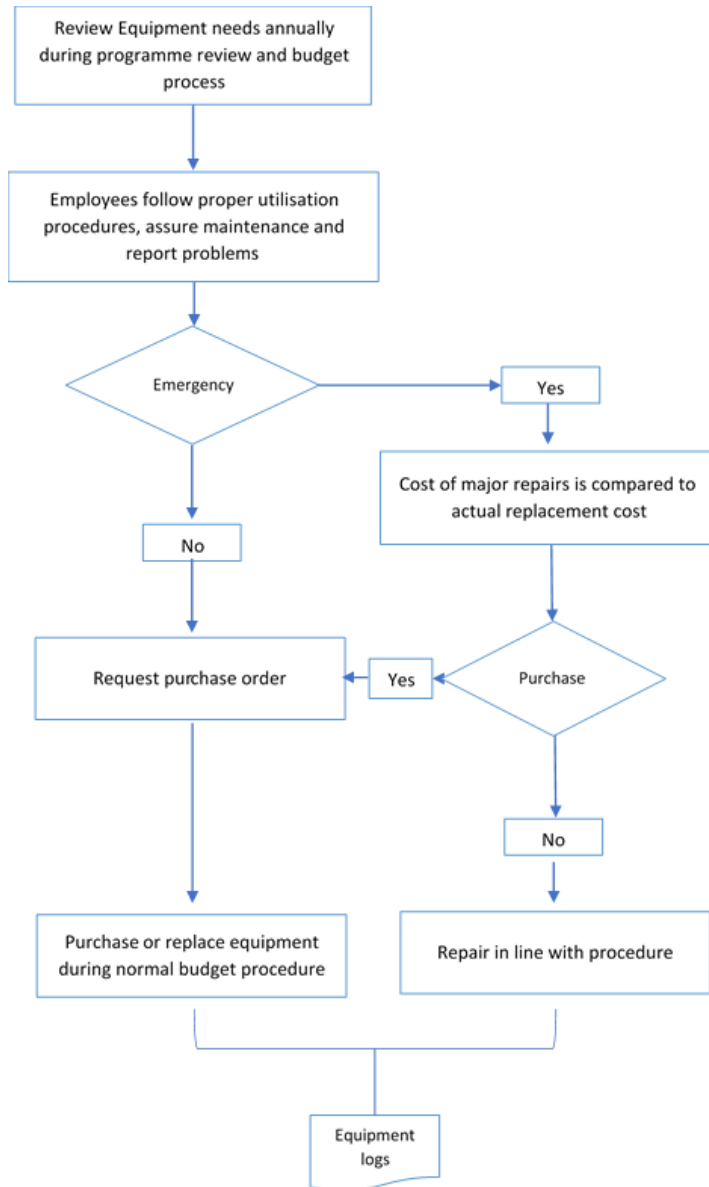 Review Equipment needs annually
during programme review and budget
process
Employees follow proper utilisation
procedures, assure maintenance and
report problems
Emergency
Yes
Cost of major repairs is compared to
actual replacement cost
No
Request purchase order
Yes
Purchase
No
Purchase or replace equipment
during normal budget procedure
Repair in line with procedure
Equipment
logs